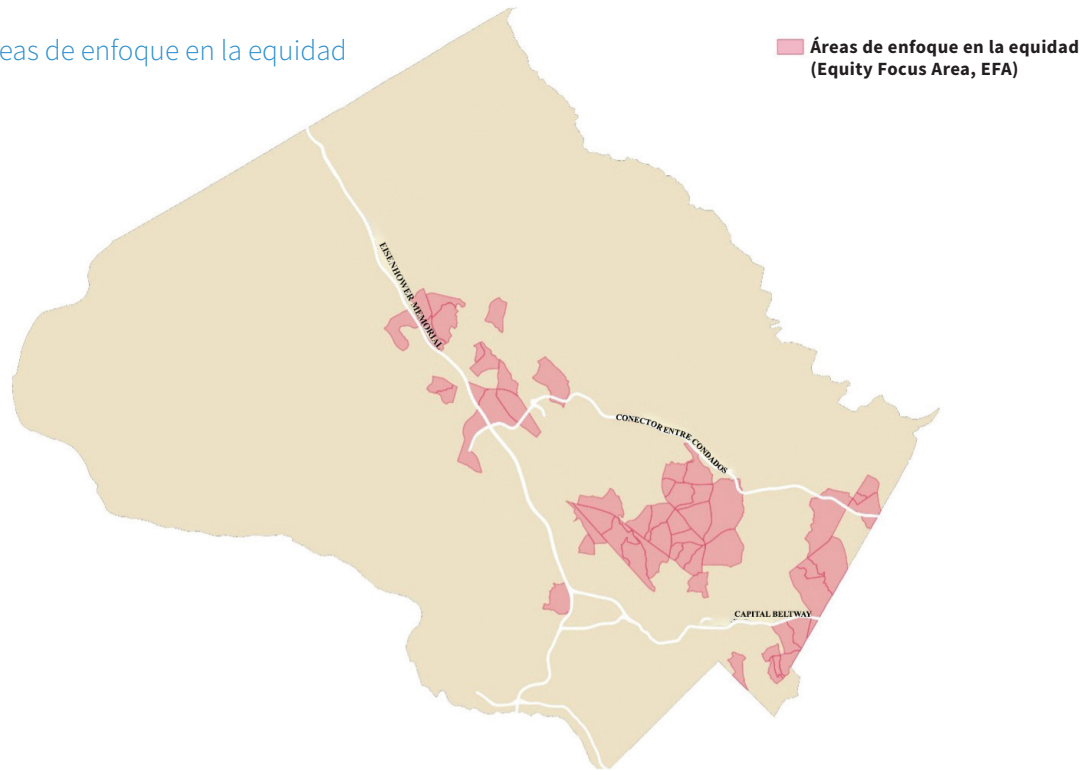 eas de enfoque en la equidad
Áreas de enfoque en la equidad
(Equity Focus Area, EFA)
EISENHOWER MEMORIAL
CONECTOR ENTRE CONDADOS
CAPITAL BELTWAY